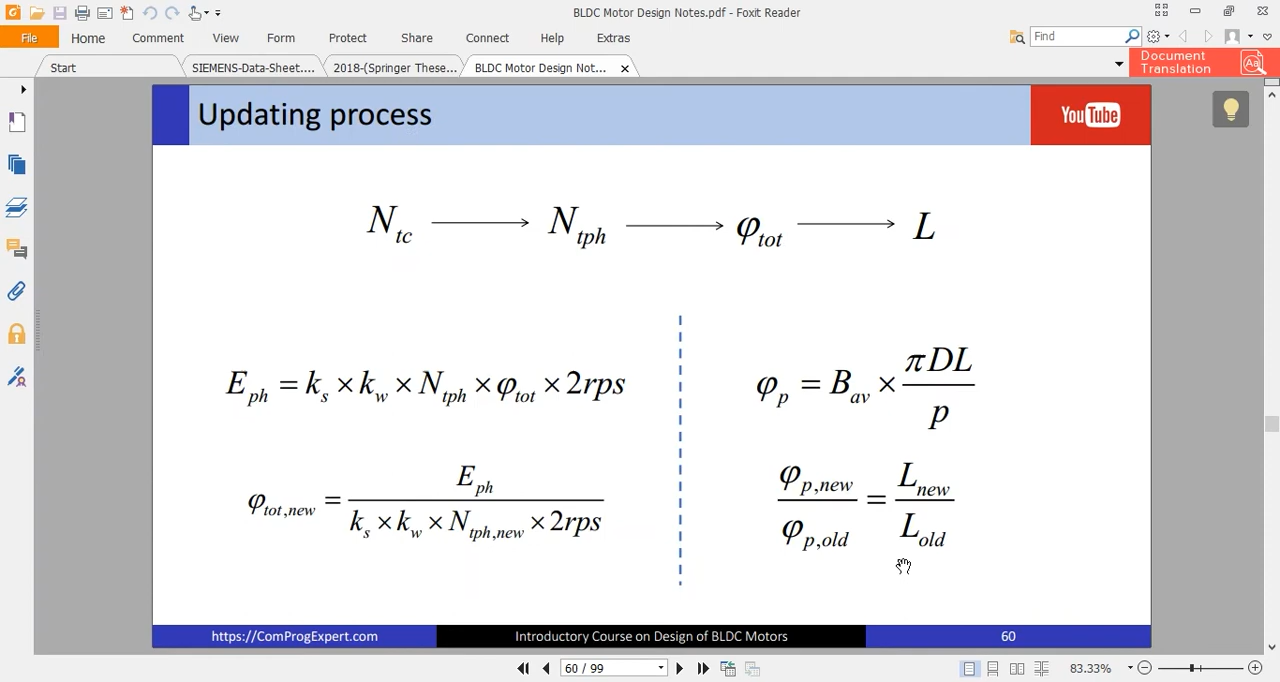 BLDC Motor Design Notes.pdf - Foxit Reader
File Home Comment View Form Protect Share Connect Help Extras Find
Start SIEMENS-Data-Sheet.... 2018-(Springer Thes... BLDC Motor Design Not... Document Translation
Updating process
YouTube
N_tc → N_tph → φ_tot → L
E_ph = k_s × k_w × N_tph × φ_tot × 2rps
φ_p = B_av × πDL / p
φ_tot,new = E_ph / k_s × k_w × N_tph,new × 2rps
φ_p,new / φ_p,old = L_new / L_old
https://ComProgExpert.com Introductory Course on Design of BLDC Motors 60
60 / 99 83.33%